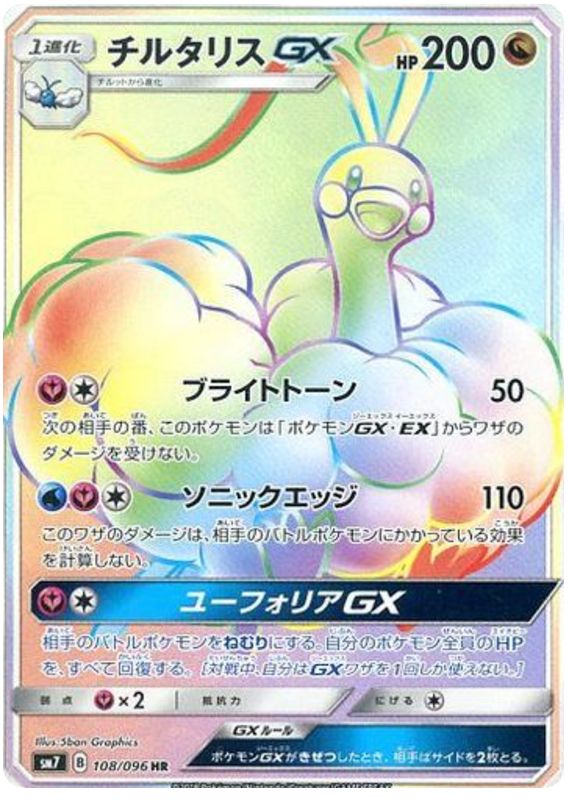 1進化 チルタリスGX HP200
チルットから進化
ブライトトーン 50
次の相手の番、このポケモンは「ポケモンGX・EX」からワザの
ダメージを受けない。
ソニックエッジ 110
このワザのダメージは、相手のバトルポケモンにかかっている効果
を計算しない。
ユーフォリアGX
相手のバトルポケモンをねむりにする。自分のポケモン全員のHP
を、すべて回復する。[対戦中、自分はGXワザを1回しか使えない。]
弱点 ×2 抵抗力 にげる
GXルール
Illus.5ban Graphics
ポケモンGXがきぜつしたとき、相手はサイドを2枚とる。
SM7 B 108/096 HR